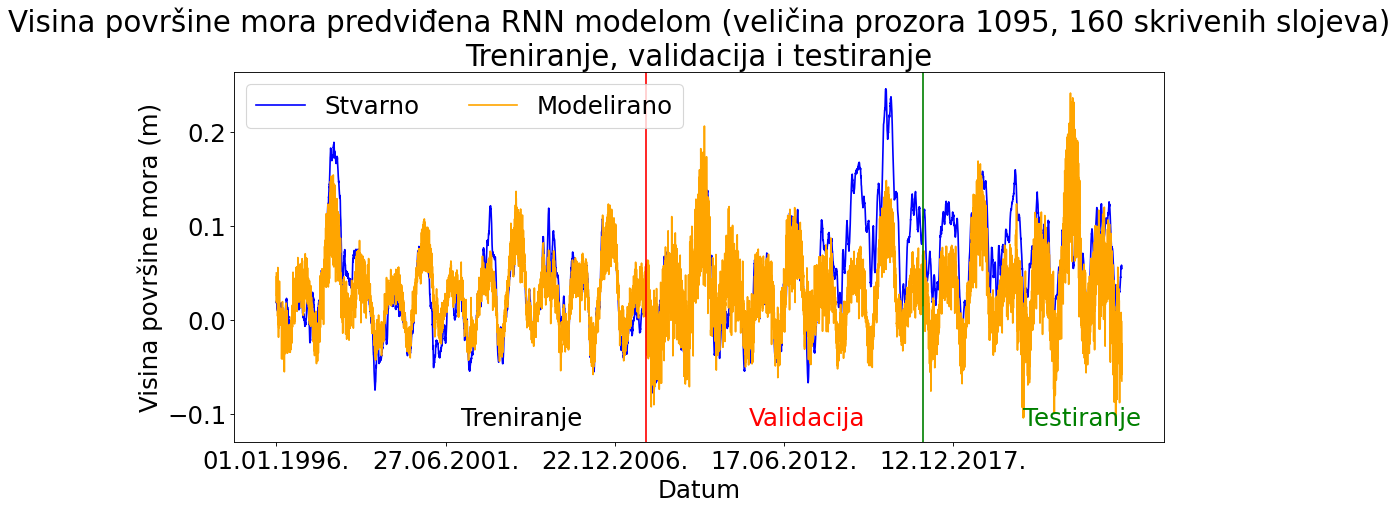 Visina površine mora predviđena RNN modelom (veličina prozora 1095, 160 skrivenih slojeva)
Treniranje, validacija i testiranje
Stvarno
Modelirano
Visina površine mora (m)
0.2
0.1
0.0
−0.1
Treniranje
Validacija
Testiranje
01.01.1996.
27.06.2001.
22.12.2006.
17.06.2012.
12.12.2017.
Datum